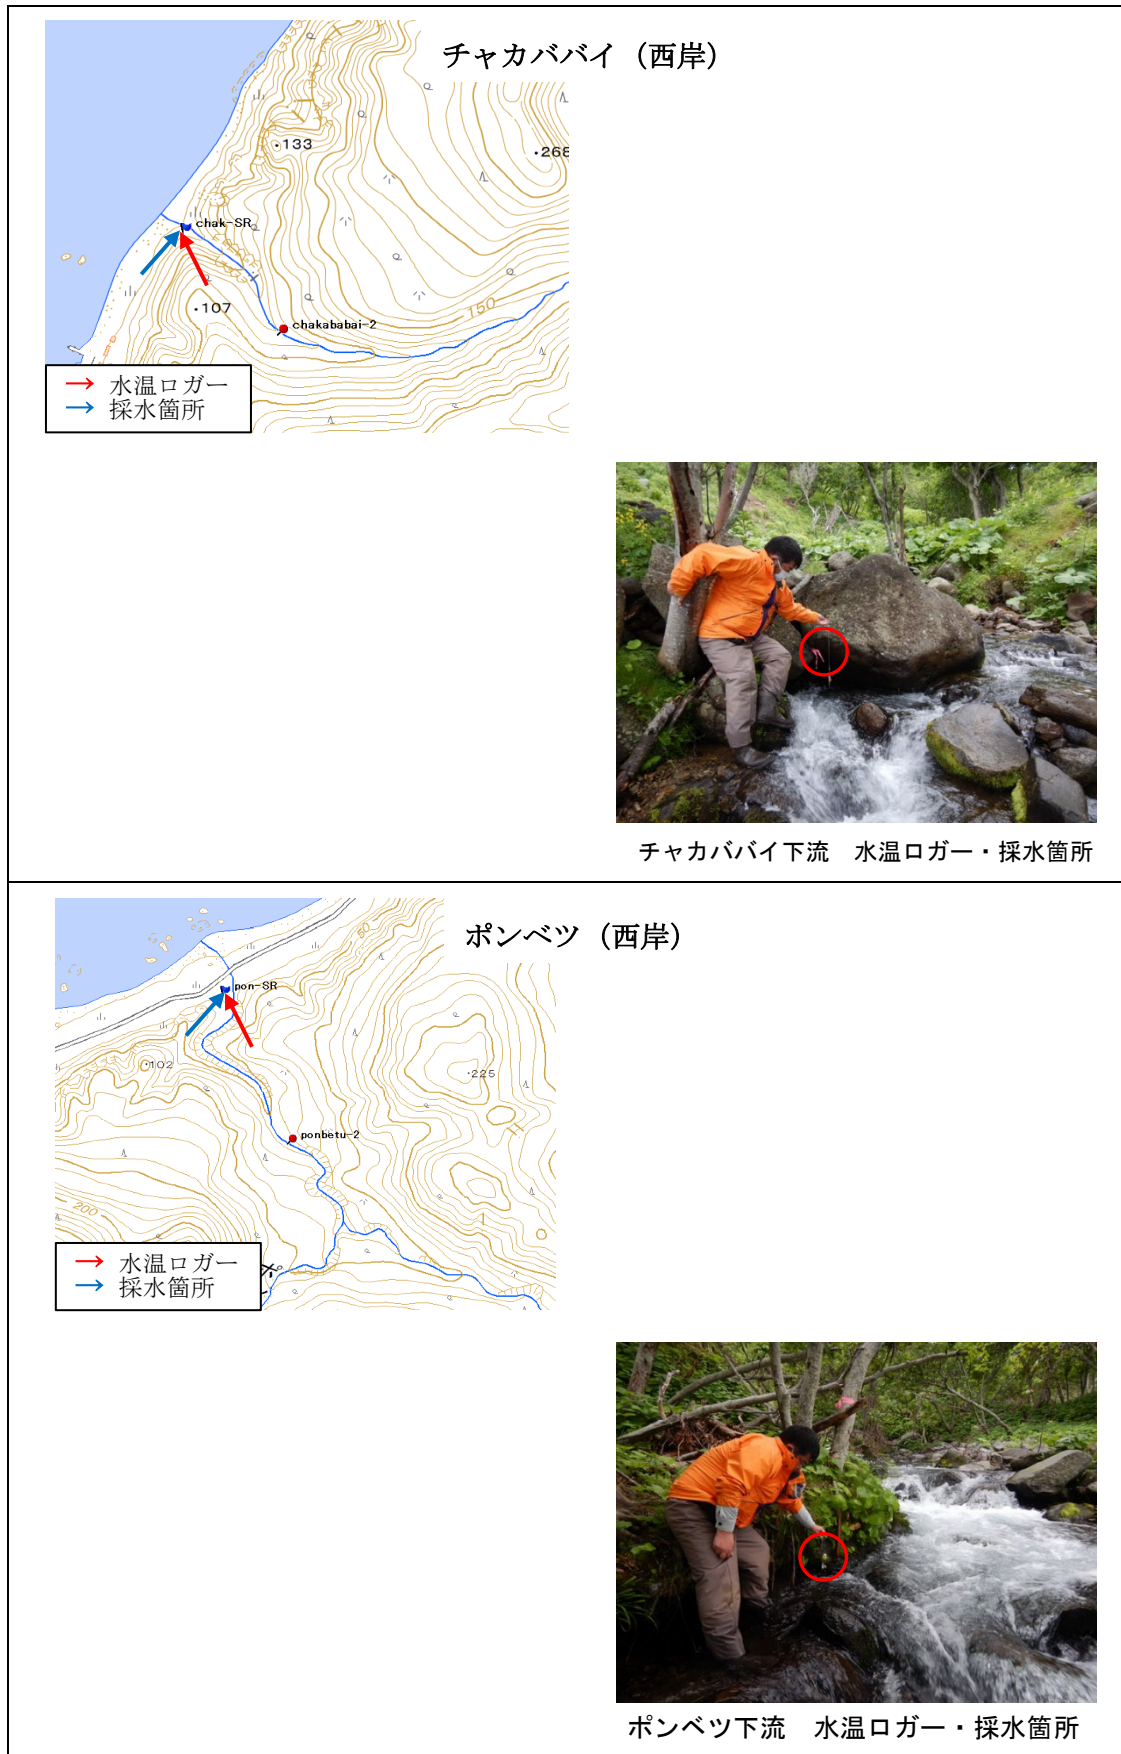 チャカババイ（西岸）
・133
・268
chak-SR
・107
chakababai-2
150
→ 水温ロガー
→ 採水箇所
チャカババイ下流　水温ロガー・採水箇所
ポンベツ（西岸）
50
pon-SR
・102
・225
ponbetu-2
200
→ 水温ロガー
→ 採水箇所
ポンベツ下流　水温ロガー・採水箇所